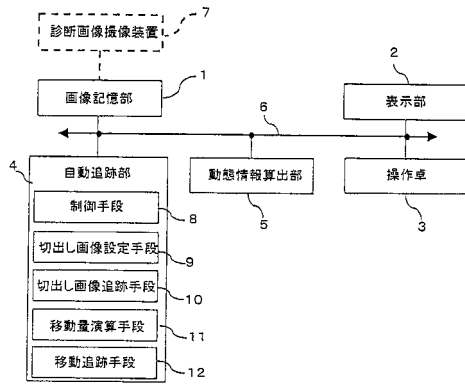 診断画像撮像装置
7
画像記憶部
1
2
表示部
6
4
自動追跡部
動態情報算出部
5
操作卓
3
制御手段
8
切出し画像設定手段
9
切出し画像追跡手段
10
移動量演算手段
11
移動追跡手段
12